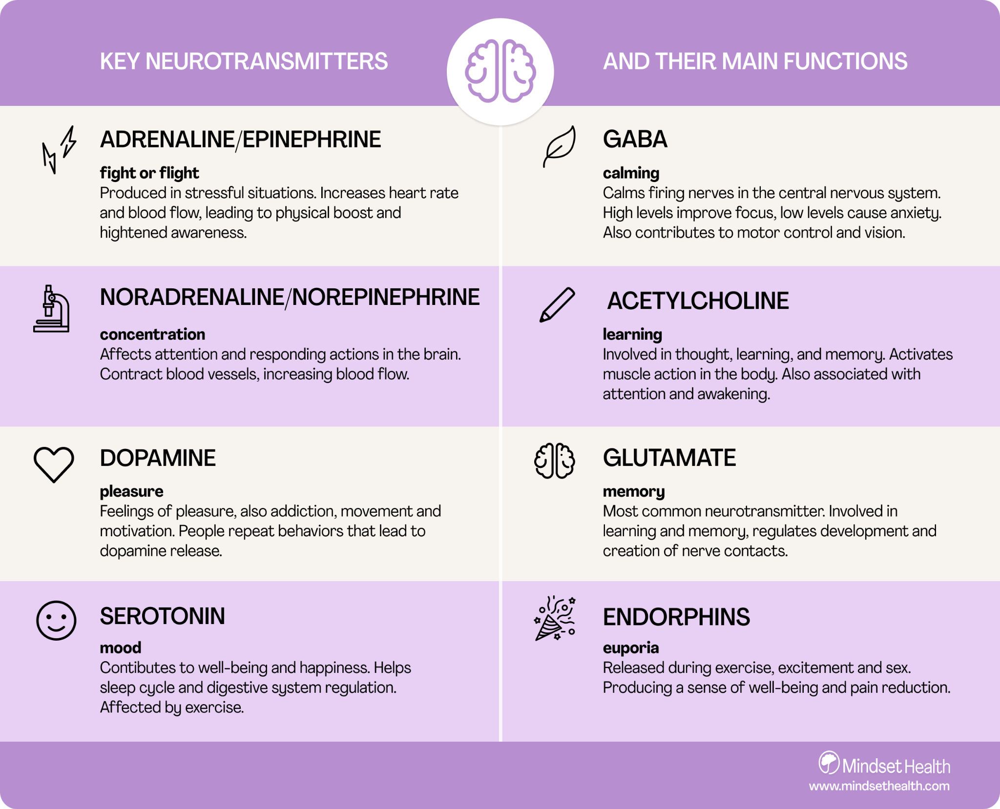 KEY NEUROTRANSMITTERS
AND THEIR MAIN FUNCTIONS
ADRENALINE/EPINEPHRINE
fight or flight
Produced in stressful situations. Increases heart rate
and blood flow, leading to physical boost and
hightened awareness.
GABA
calming
Calms firing nerves in the central nervous system.
High levels improve focus, low levels cause anxiety.
Also contributes to motor control and vision.
NORADRENALINE/NOREPINEPHRINE
concentration
Affects attention and responding actions in the brain.
Contract blood vessels, increasing blood flow.
ACETYLCHOLINE
learning
Involved in thought, learning, and memory. Activates
muscle action in the body. Also associated with
attention and awakening.
DOPAMINE
pleasure
Feelings of pleasure, also addiction, movement and
motivation. People repeat behaviors that lead to
dopamine release.
GLUTAMATE
memory
Most common neurotransmitter. Involved in
learning and memory, regulates development and
creation of nerve contacts.
SEROTONIN
mood
Contibutes to well-being and happiness. Helps
sleep cycle and digestive system regulation.
Affected by exercise.
ENDORPHINS
euporia
Released during exercise, excitement and sex.
Producing a sense of well-being and pain reduction.
Mindset Health
www.mindsethealth.com